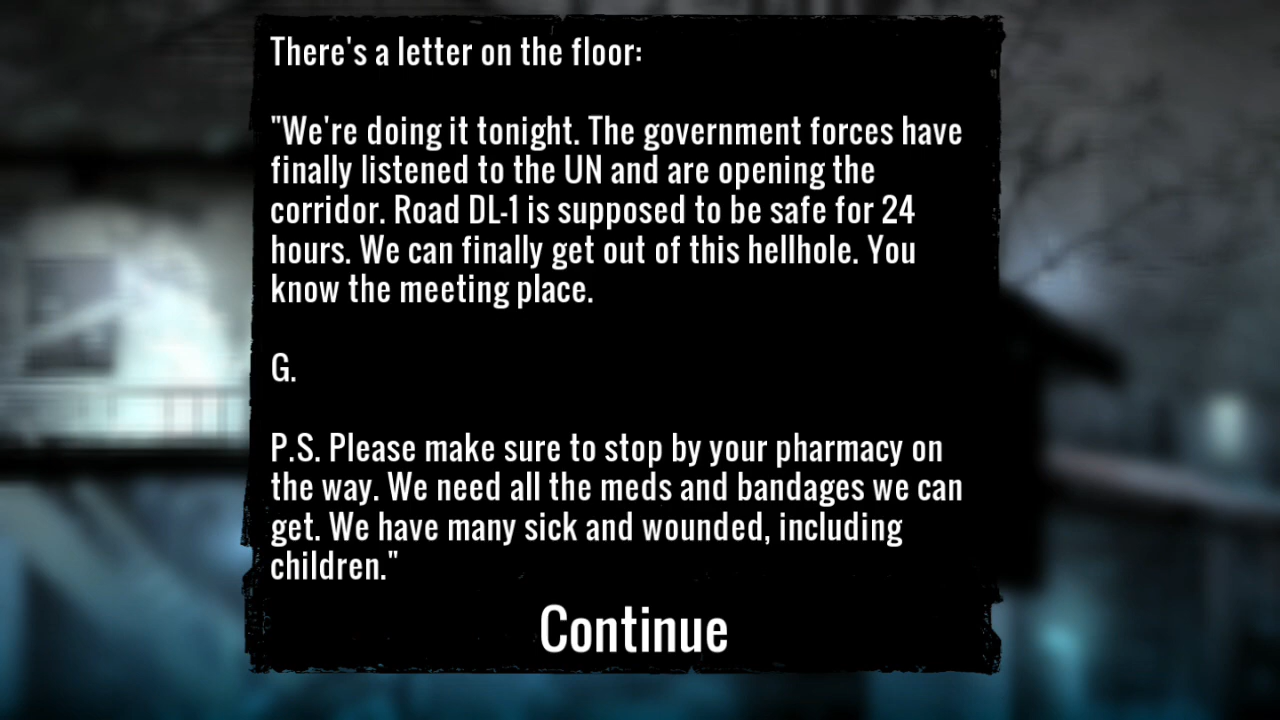 There's a letter on the floor:
"We're doing it tonight. The government forces have
finally listened to the UN and are opening the
corridor. Road DL-1 is supposed to be safe for 24
hours. We can finally get out of this hellhole. You
know the meeting place.
G.
P.S. Please make sure to stop by your pharmacy on
the way. We need all the meds and bandages we can
get. We have many sick and wounded, including
children."
Continue